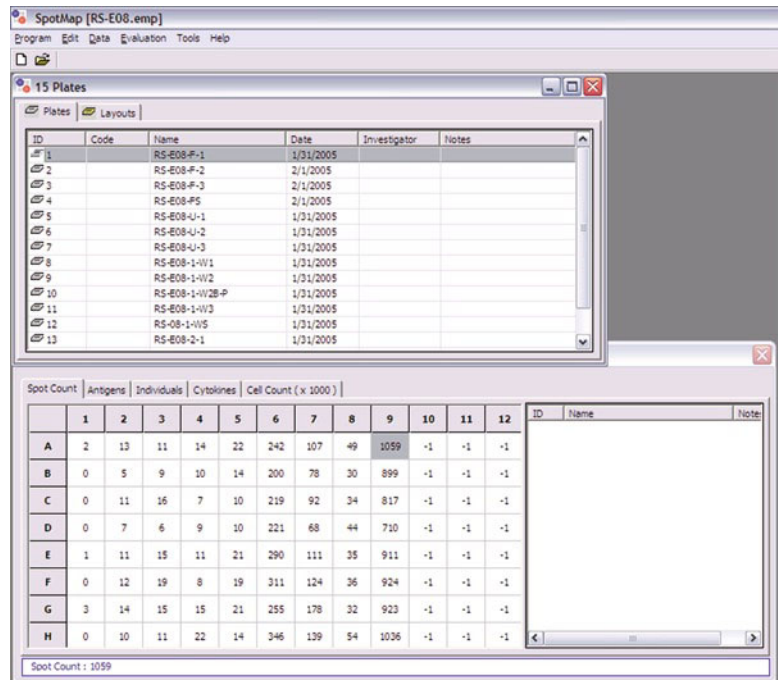 SpotMap [RS-E08.emp]
Program Edit Data Evaluation Tools Help
15 Plates
Plates Layouts
ID Code Name Date Investigator Notes
1 RS-E08-F-1 1/31/2005
2 RS-E08-F-2 2/1/2005
3 RS-E08-F-3 2/1/2005
4 RS-E08-FS 2/1/2005
5 RS-E08-U-1 1/31/2005
6 RS-E08-U-2 1/31/2005
7 RS-E08-U-3 1/31/2005
8 RS-E08-1-W1 1/31/2005
9 RS-E08-1-W2 1/31/2005
10 RS-E08-1-W2B-P 1/31/2005
11 RS-E08-1-W3 1/31/2005
12 RS-08-1-WS 1/31/2005
13 RS-E08-2-1 1/31/2005
Spot Count Antigens Individuals Cytokines Cell Count ( x 1000 )
1 2 3 4 5 6 7 8 9 10 11 12 ID Name Note
A 2 13 11 14 22 242 107 49 1059 -1 -1 -1
B 0 5 9 10 14 200 78 30 899 -1 -1 -1
C 0 11 16 7 10 219 92 34 817 -1 -1 -1
D 0 7 6 9 10 221 68 44 710 -1 -1 -1
E 1 11 15 11 21 290 111 35 911 -1 -1 -1
F 0 12 19 8 19 311 124 36 924 -1 -1 -1
G 3 14 15 15 21 255 178 32 923 -1 -1 -1
H 0 10 11 22 14 346 139 54 1036 -1 -1 -1
Spot Count : 1059